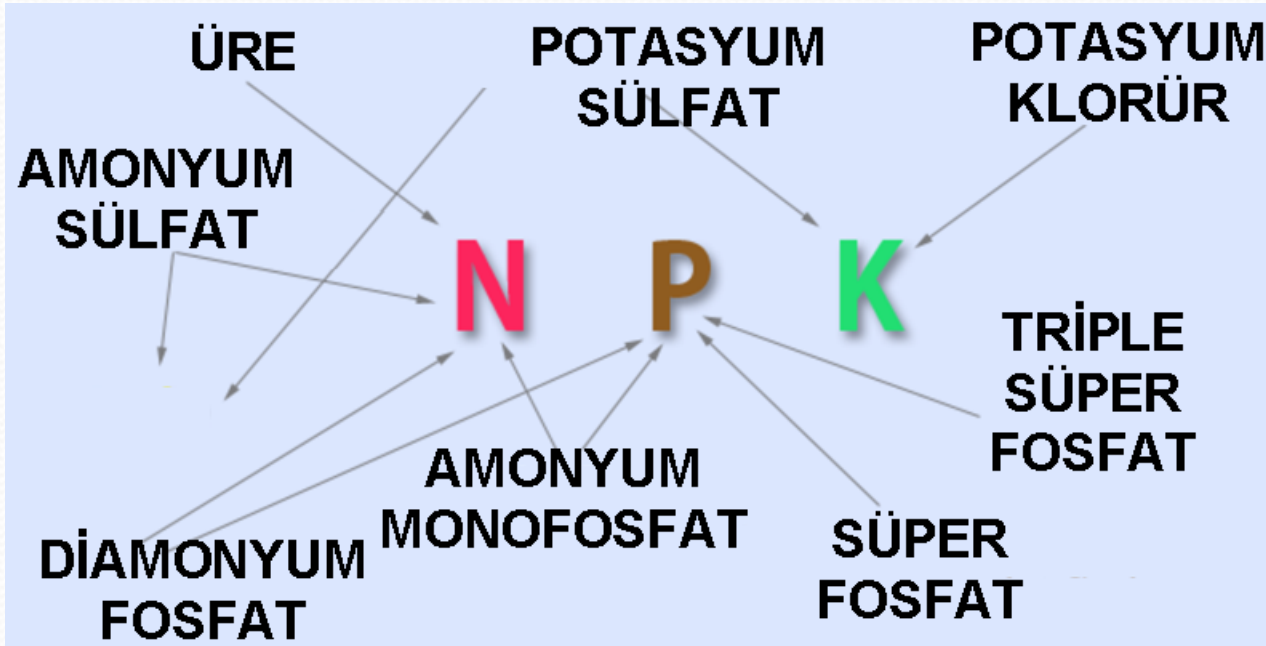 ÜRE
POTASYUM
SÜLFAT
POTASYUM
KLORÜR
AMONYUM
SÜLFAT
N P K
TRİPLE
SÜPER
FOSFAT
AMONYUM
MONOFOSFAT
DİAMONYUM
FOSFAT
SÜPER
FOSFAT